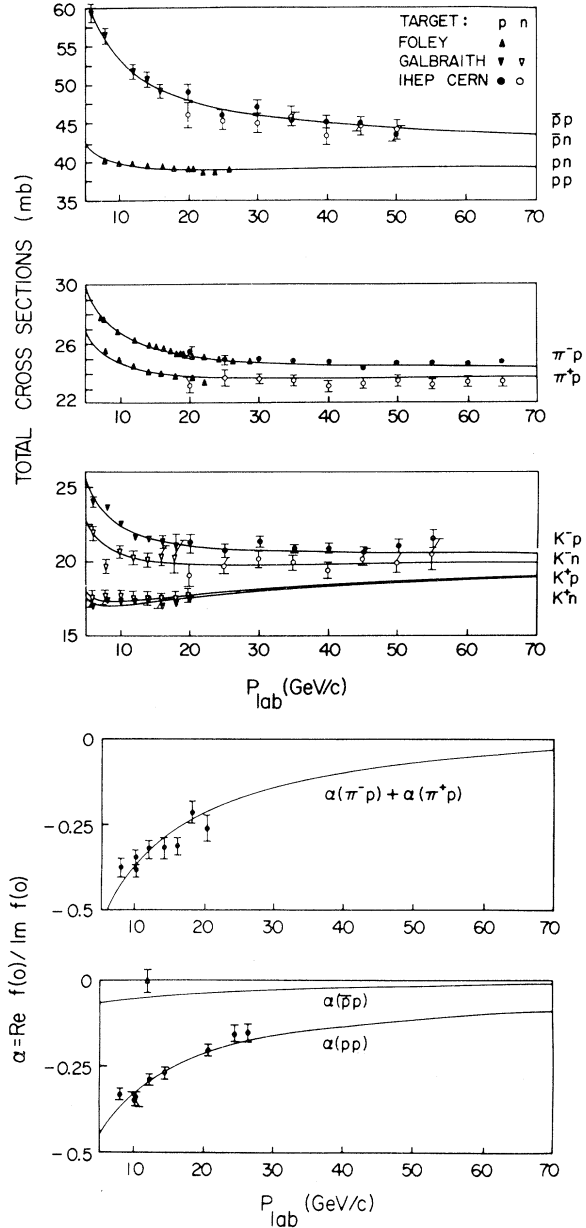 TARGET: p n
FOLEY ▲
GALBRAITH ▼ ▽
IHEP CERN ● ○
TOTAL CROSS SECTIONS (mb)
60
55
50
45
40
35
p̄p
p̄n
pn
pp
10 20 30 40 50 60 70
30
26
24
22
π⁻p
π⁺p
10 20 30 40 50 60 70
25
20
15
K⁻p
K⁻n
K⁺p
K⁺n
10 20 30 40 50 60 70
P_lab (GeV/c)
α = Re f(o) / Im f(o)
0
-0.25
-0.5
α(π⁻p) + α(π⁺p)
10 20 30 40 50 60 70
0
-0.25
-0.5
α(p̄p)
α(pp)
10 20 30 40 50 60 70
P_lab (GeV/c)